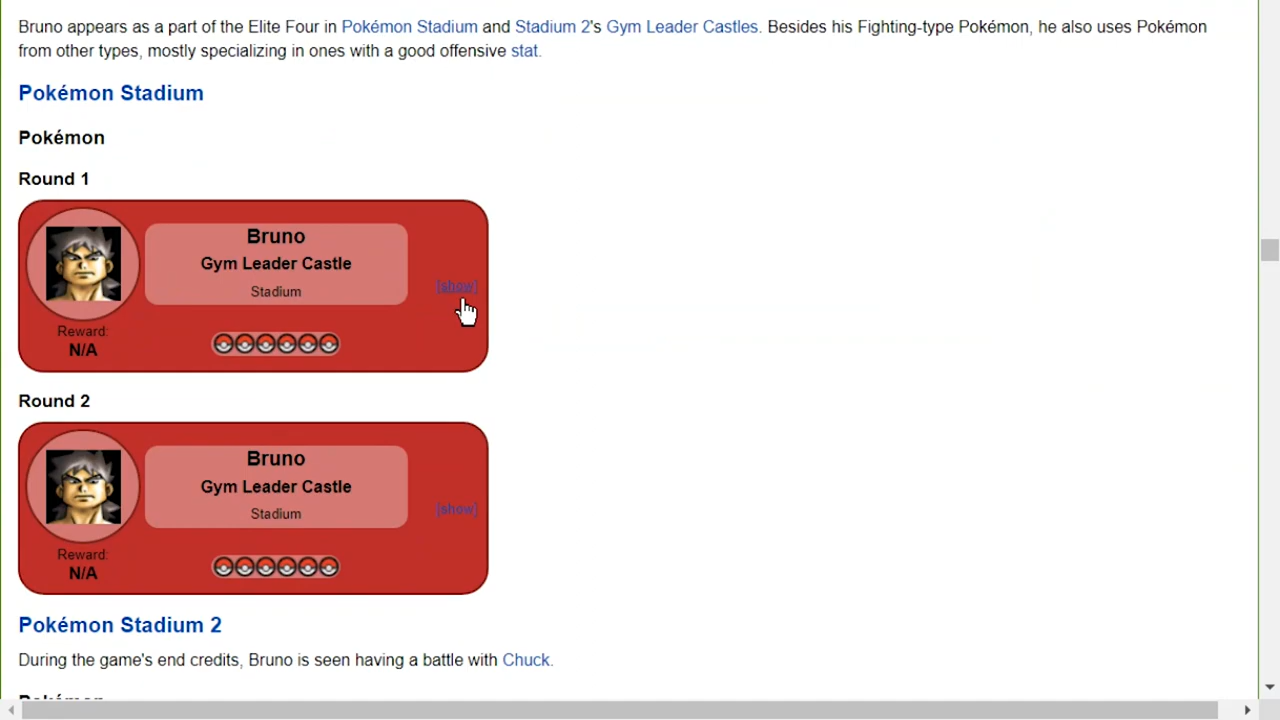 Bruno appears as a part of the Elite Four in Pokémon Stadium and Stadium 2's Gym Leader Castles. Besides his Fighting-type Pokémon, he also uses Pokémon
from other types, mostly specializing in ones with a good offensive stat.
Pokémon Stadium
Pokémon
Round 1
Bruno
Gym Leader Castle
Stadium
[show]
Reward:
N/A
Round 2
Bruno
Gym Leader Castle
Stadium
[show]
Reward:
N/A
Pokémon Stadium 2
During the game's end credits, Bruno is seen having a battle with Chuck.
Pokémon